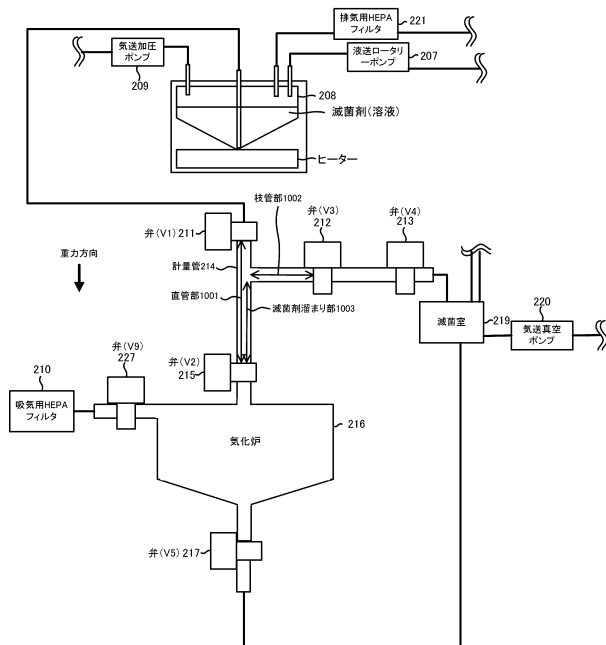 排気用HEPA
フィルタ
221
気送加圧
ポンプ
209
液送ロータリ
ーポンプ
207
208
滅菌剤(溶液)
ヒーター
枝管部1002
弁(V3)
212
弁(V4)
213
弁(V1) 211
重力方向
計量管214
直管部1001
滅菌剤溜まり部1003
滅菌室
219
220
気送真空
ポンプ
弁(V2)
215
弁(V9)
227
210
吸気用HEPA
フィルタ
216
気化炉
弁(V5) 217